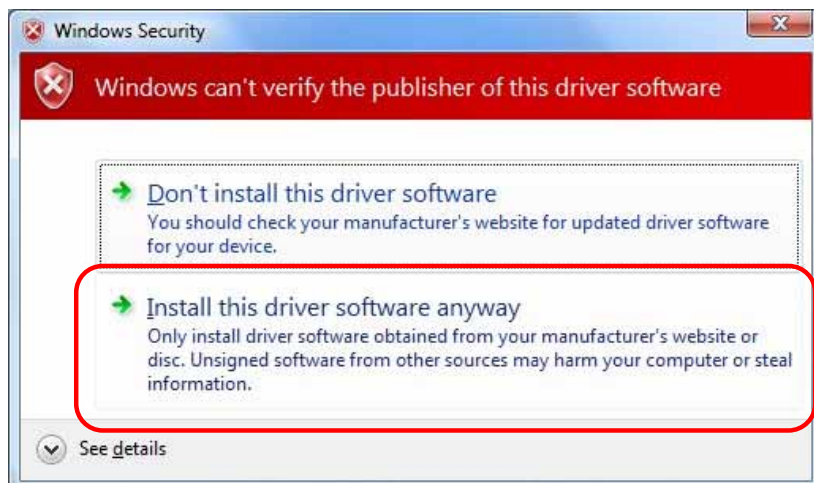 Windows Security
Windows can't verify the publisher of this driver software
Don't install this driver software
You should check your manufacturer's website for updated driver software
for your device.
Install this driver software anyway
Only install driver software obtained from your manufacturer's website or
disc. Unsigned software from other sources may harm your computer or steal
information.
See details